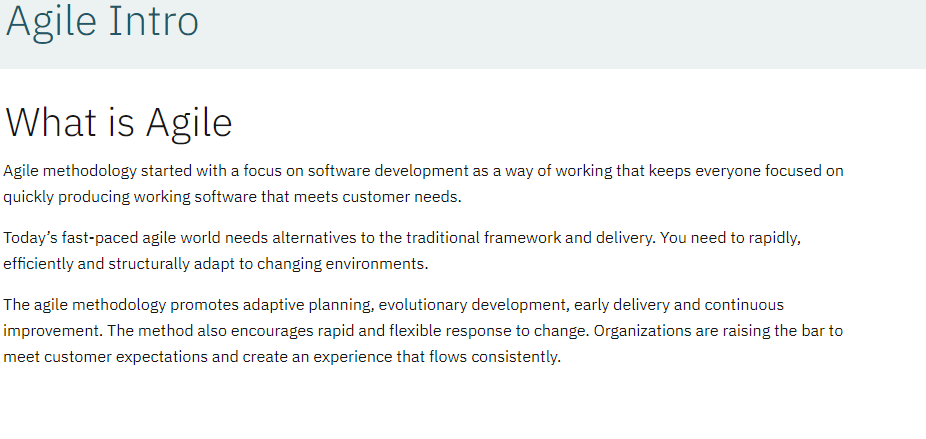 Agile Intro
What is Agile
Agile methodology started with a focus on software development as a way of working that keeps everyone focused on
quickly producing working software that meets customer needs.
Today’s fast-paced agile world needs alternatives to the traditional framework and delivery. You need to rapidly,
efficiently and structurally adapt to changing environments.
The agile methodology promotes adaptive planning, evolutionary development, early delivery and continuous
improvement. The method also encourages rapid and flexible response to change. Organizations are raising the bar to
meet customer expectations and create an experience that flows consistently.